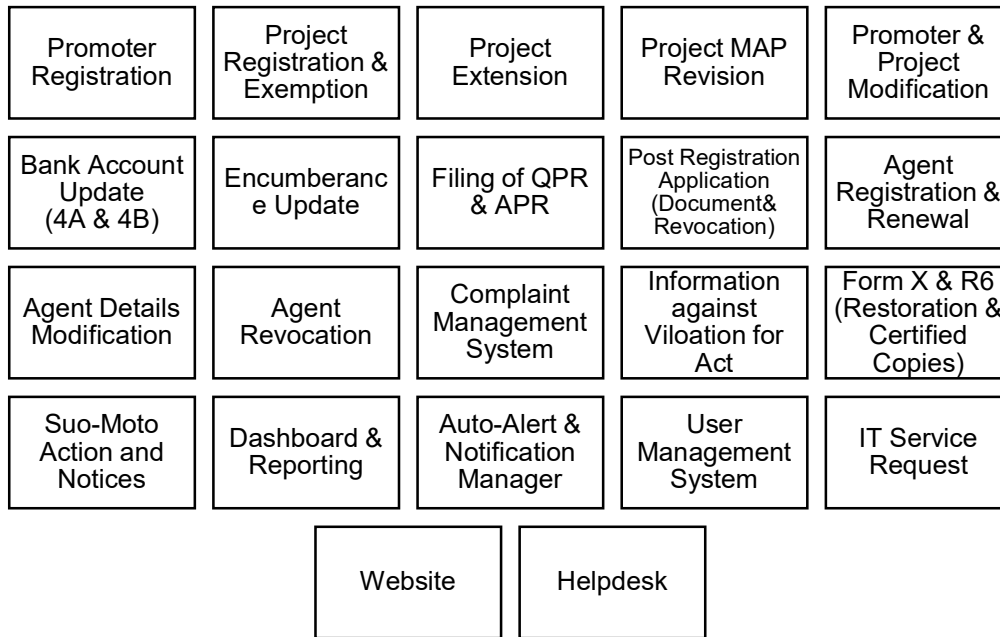 Promoter
Registration
Project
Registration &
Exemption
Project
Extension
Project MAP
Revision
Promoter &
Project
Modification
Bank Account
Update
(4A & 4B)
Encumberanc
e Update
Filing of QPR
& APR
Post Registration
Application
(Document&
Revocation)
Agent
Registration &
Renewal
Agent Details
Modification
Agent
Revocation
Complaint
Management
System
Information
against
Viloation for
Act
Form X & R6
(Restoration &
Certified
Copies)
Suo-Moto
Action and
Notices
Dashboard &
Reporting
Auto-Alert &
Notification
Manager
User
Management
System
IT Service
Request
Website
Helpdesk